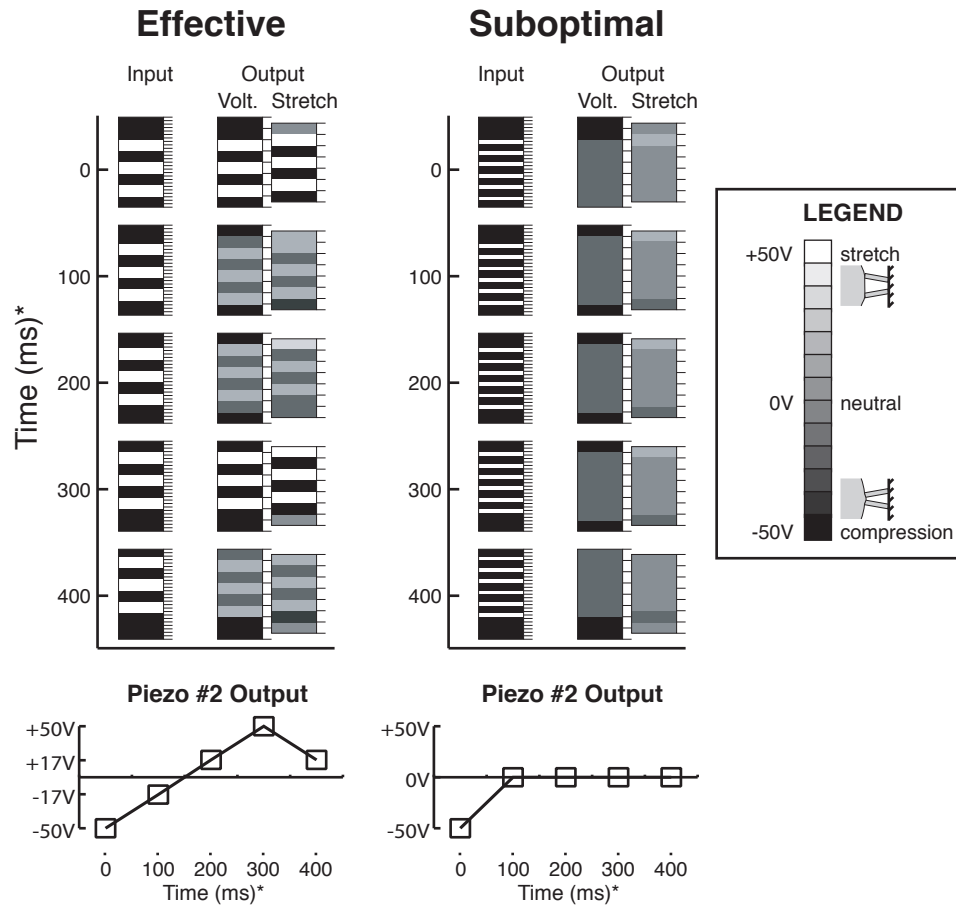 Effective
Suboptimal
Input
Output
Input
Output
Volt.
Stretch
Volt.
Stretch
Time (ms)*
0
100
200
300
400
0
100
200
300
400
LEGEND
+50V
stretch
0V
neutral
-50V
compression
Piezo #2 Output
+50V
+17V
-17V
-50V
0
100
200
300
400
Time (ms)*
Piezo #2 Output
+50V
0V
-50V
0
100
200
300
400
Time (ms)*